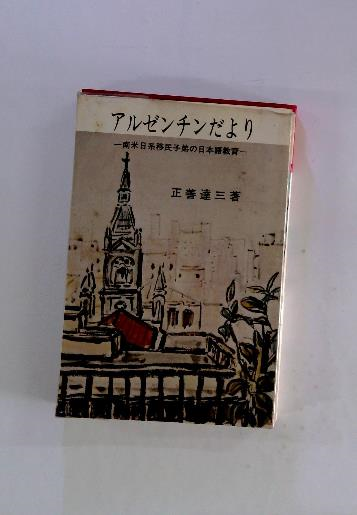 アルゼンチンだより
―南米日系移民子弟の日本語教育―
正善達三著